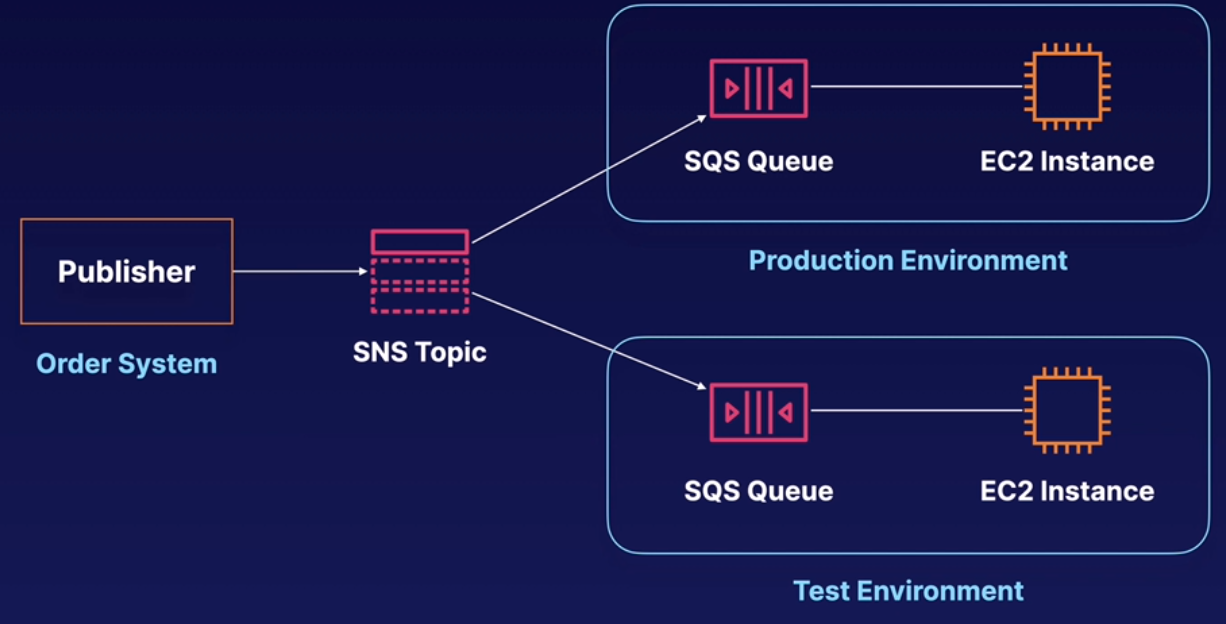 Publisher
Order System
SNS Topic
SQS Queue
EC2 Instance
Production Environment
SQS Queue
EC2 Instance
Test Environment